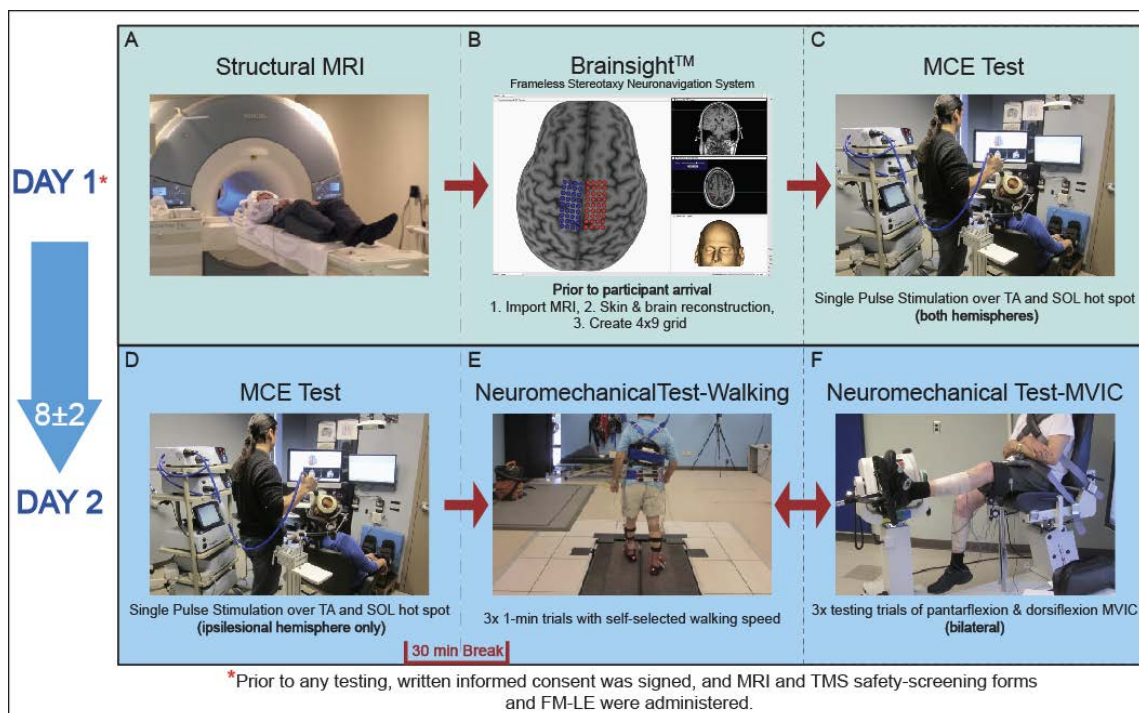 A
Structural MRI
B
Brainsight™
Frameless Stereotaxy Neuronavigation System
Prior to participant arrival
1. Import MRI, 2. Skin & brain reconstruction,
3. Create 4x9 grid
C
MCE Test
Single Pulse Stimulation over TA and SOL hot spot
(both hemispheres)
DAY 1*
8±2
DAY 2
D
MCE Test
Single Pulse Stimulation over TA and SOL hot spot
(ipsilesional hemisphere only)
E
NeuromechanicalTest-Walking
3x 1-min trials with self-selected walking speed
F
Neuromechanical Test-MVIC
3x testing trials of pantarflexion & dorsiflexion MVIC
(bilateral)
30 min Break
*Prior to any testing, written informed consent was signed, and MRI and TMS safety-screening forms
and FM-LE were administered.